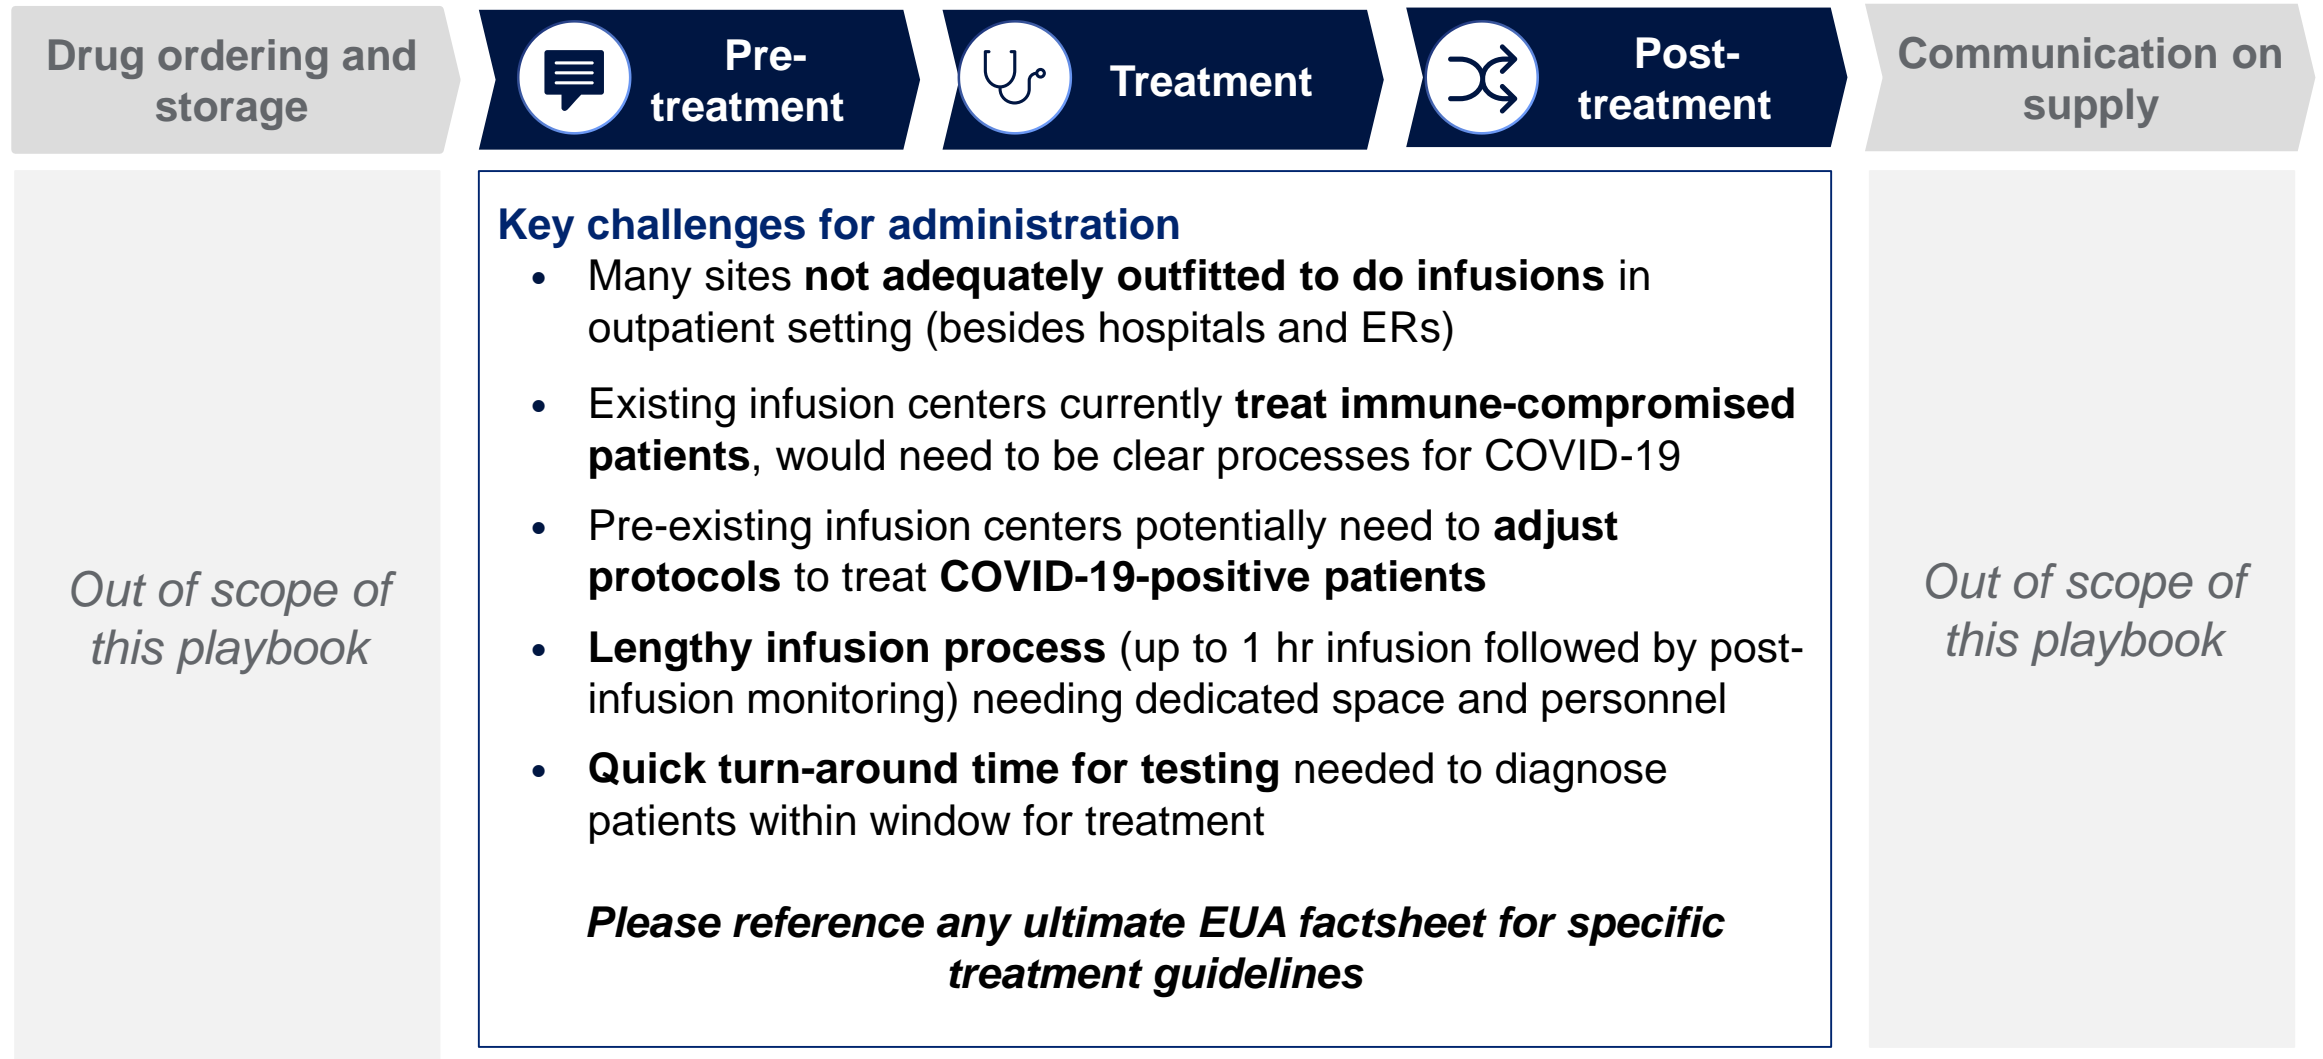 Drug ordering and
storage
Pre-
treatment
Treatment
Post-
treatment
Communication on
supply
Out of scope of
this playbook
Key challenges for administration
• Many sites not adequately outfitted to do infusions in
outpatient setting (besides hospitals and ERs)
• Existing infusion centers currently treat immune-compromised
patients, would need to be clear processes for COVID-19
• Pre-existing infusion centers potentially need to adjust
protocols to treat COVID-19-positive patients
• Lengthy infusion process (up to 1 hr infusion followed by post-
infusion monitoring) needing dedicated space and personnel
• Quick turn-around time for testing needed to diagnose
patients within window for treatment
Please reference any ultimate EUA factsheet for specific
treatment guidelines
Out of scope of
this playbook